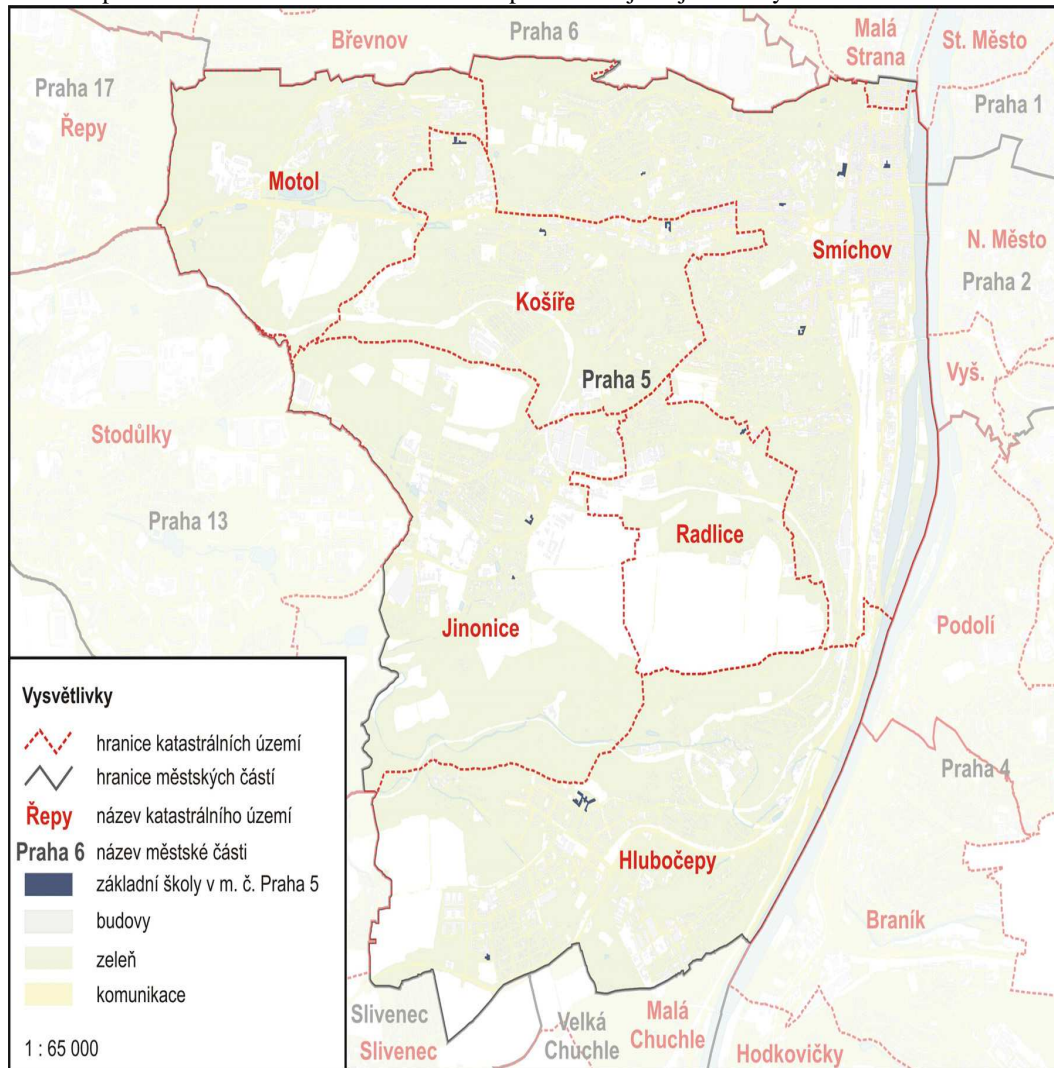 Břevnov
Praha 6
Malá
Strana
St. Město
Praha 17
Řepy
Praha 1
Motol
Smíchov
N. Město
Praha 2
Košíře
Praha 5
Vyš.
Stodůlky
Praha 13
Radlice
Jinonice
Podolí
Vysvětlivky
hranice katastrálních území
hranice městských částí
Řepy název katastrálního území
Praha 6 název městské části
základní školy v m. č. Praha 5
budovy
zeleň
komunikace
1 : 65 000
Praha 4
Hlubočepy
Braník
Slivenec
Slivenec
Velká
Chuchle
Malá
Chuchle
Hodkovičky